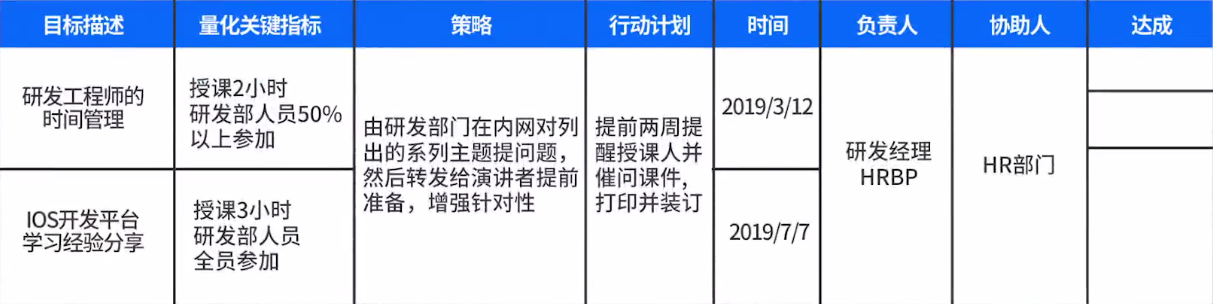 目标描述
量化关键指标
策略
行动计划
时间
负责人
协助人
达成
研发工程师的
时间管理
授课2小时
研发部人员50%
以上参加
由研发部门在内网对列
出的系列主题提问题，
然后转发给演讲者提前
准备，增强针对性
提前两周提
醒授课人并
催问课件,
打印并装订
2019/3/12
研发经理
HRBP
HR部门
IOS开发平台
学习经验分享
授课3小时
研发部人员
全员参加
2019/7/7